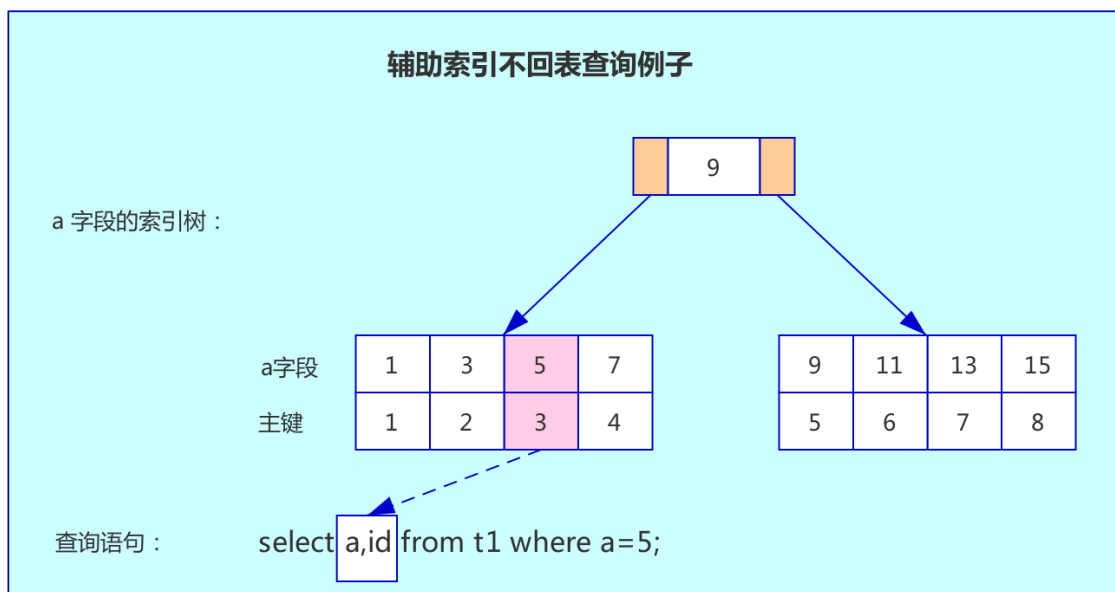 辅助索引不回表查询例子
9
a 字段的索引树：
a字段 1 3 5 7 9 11 13 15
主键 1 2 3 4 5 6 7 8
查询语句： select a,id from t1 where a=5;